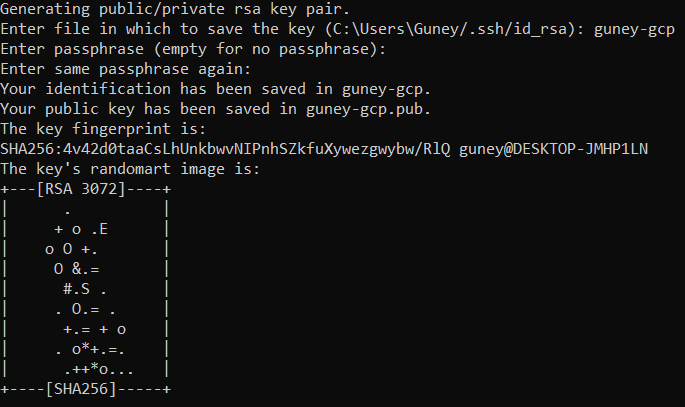 Generating public/private rsa key pair.
Enter file in which to save the key (C:\Users\Guney/.ssh/id_rsa): guney-gcp
Enter passphrase (empty for no passphrase):
Enter same passphrase again:
Your identification has been saved in guney-gcp.
Your public key has been saved in guney-gcp.pub.
The key fingerprint is:
SHA256:4v42d0taaCsLhUnkbwvNIPnhSZkfuXywezgwybw/RlQ guney@DESKTOP-JMHP1LN
The key's randomart image is:
+---[RSA 3072]----+
|      .          |
|     + o .E      |
|    o O +.       |
|     O &.=       |
|      #.S .      |
|     . O.= .     |
|      +.= + o    |
|     . o*+.=.    |
|      .++*o...   |
+----[SHA256]-----+